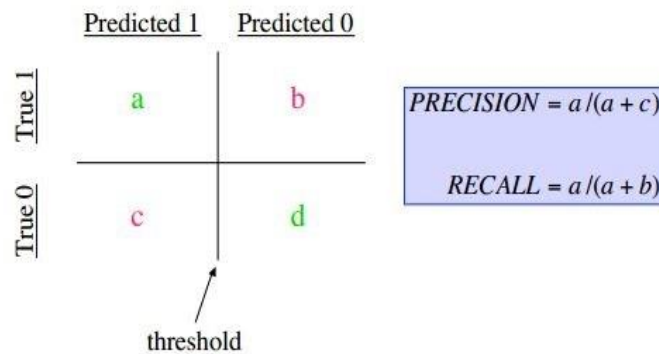 Predicted 1 Predicted 0
True 1
a b
PRECISION = a/(a + c)
True 0
c d
RECALL = a/(a + b)
threshold